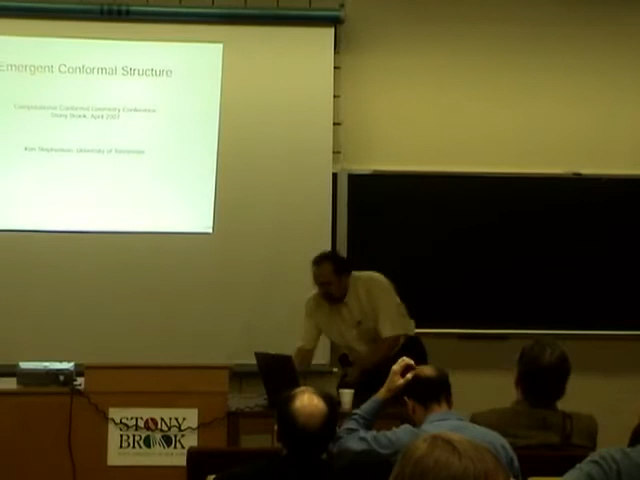 Emergent Conformal Structure
Computational Conformal Geometry Conference
Stony Brook, April 2007
Ken Stephenson, University of Tennessee
STONY
BROOK